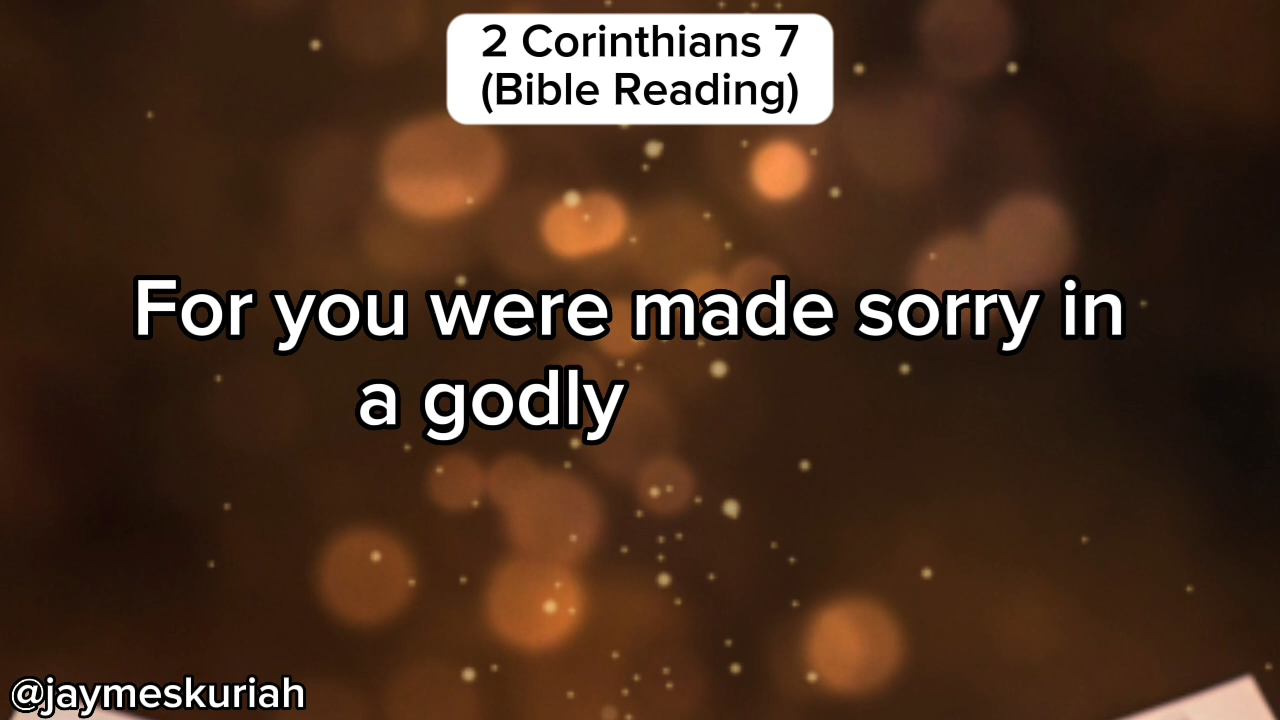 2 Corinthians 7
(Bible Reading)
For you were made sorry in
a godly
@jaymeskuriah